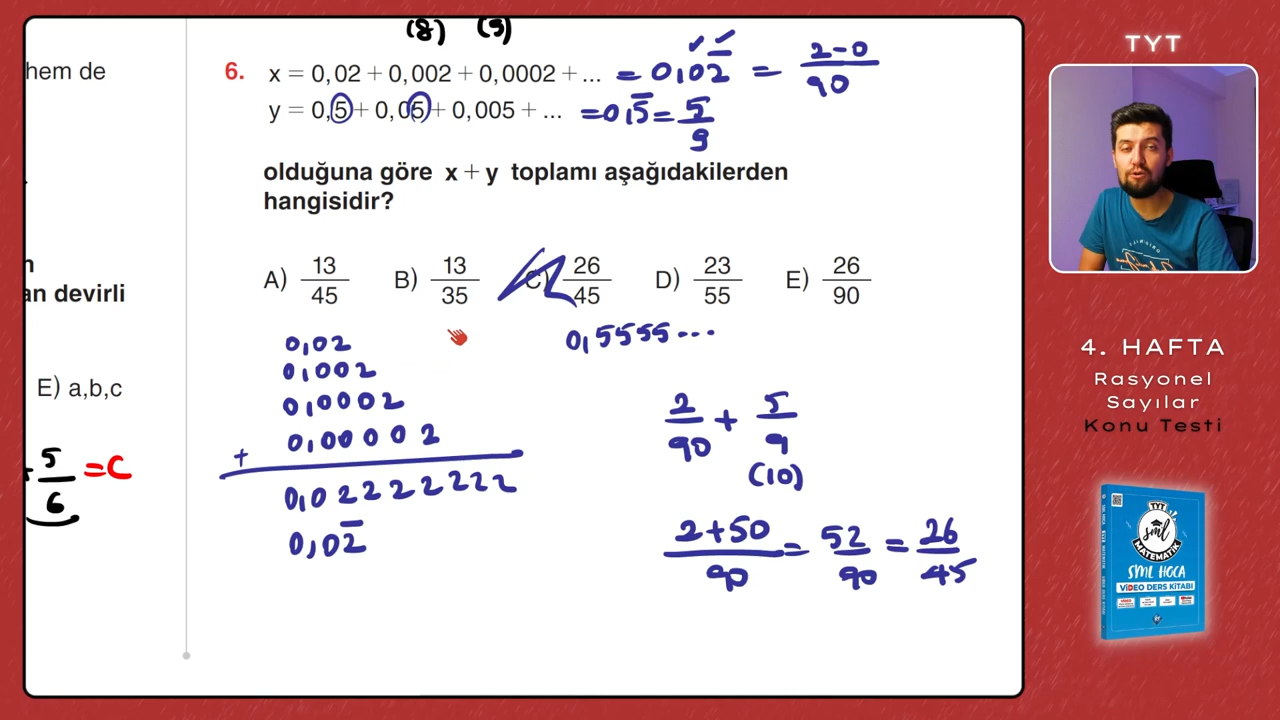 (8) (5)
hem de
6. x = 0,02 + 0,002 + 0,0002 + ... = 0,02̅ = 2-0/90
y = 0,5 + 0,05 + 0,005 + ... = 0,5̅ = 5/9
olduğuna göre x + y toplamı aşağıdakilerden
hangisidir?
n
an devirli
A) 13/45 B) 13/35 C) 26/45 D) 23/55 E) 26/90
0,02
0,002
0,0002
0,00002
+
0,02222222
0,02̅
0,5555...
2/90 + 5/9
(10)
2+50/90 = 52/90 = 26/45
E) a,b,c
+5/6 = C
TYT
4. HAFTA
Rasyonel
Sayılar
Konu Testi
TYT
sml
MATEMATİK
SML HOCA
VİDEO DERS KİTABI